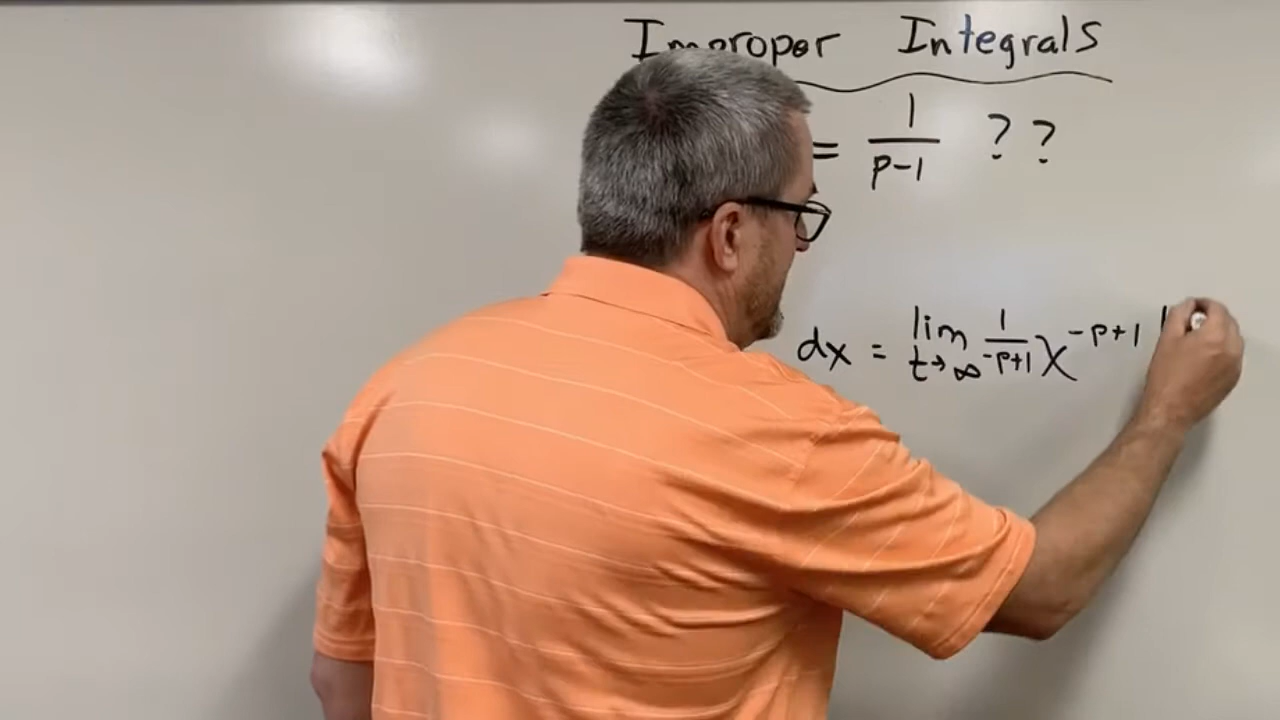 Improper Integrals
= 1/(p-1) ??
dx = lim t→∞ 1/(-p+1) x^(-p+1) |